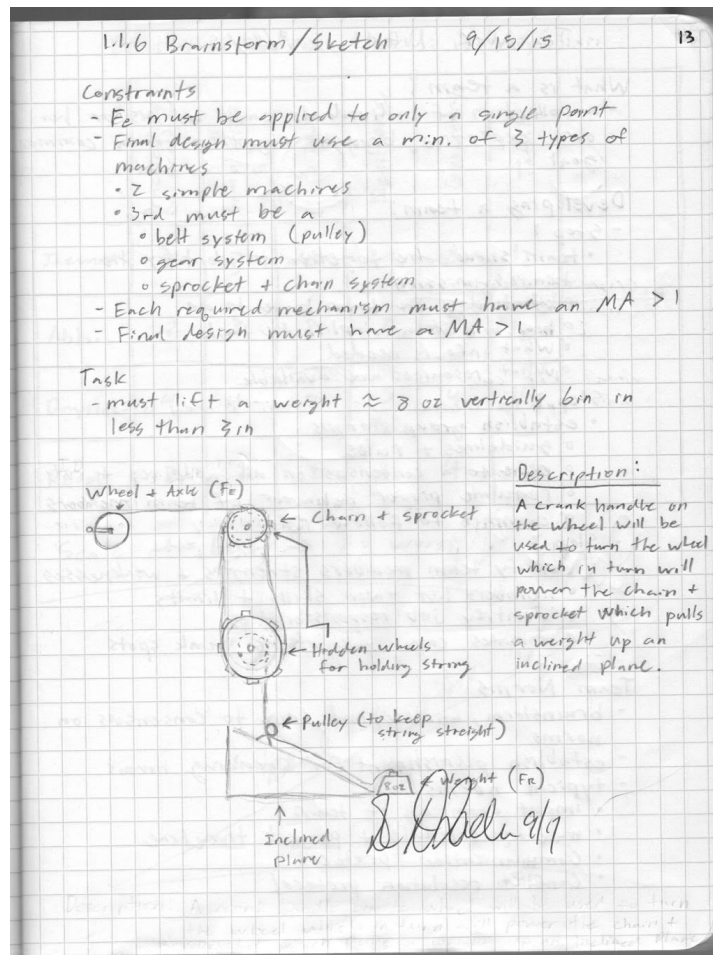 1.1.6 Brainstorm/Sketch 9/15/15 13
Constraints
- FE must be applied to only a single point
- Final design must use a min. of 3 types of
machines
• 2 simple machines
• 3rd must be a
∘ belt system (pulley)
∘ gear system
∘ sprocket + chain system
- Each required mechanism must have an MA > 1
- Final design must have a MA > 1
Task
- must lift a weight ≈ 8 oz vertically 6in in
less than 3 in
Wheel + Axle (FE)
← Chain + sprocket
← Hidden wheels
for holding string
← Pulley (to keep
string streight)
8 oz
← Weight (FR)
Inclined
plane
9/9
Description:
A crank handle on
the wheel will be
used to turn the wheel
which in turn will
power the chain +
sprocket which pulls
a weight up an
inclined plane.